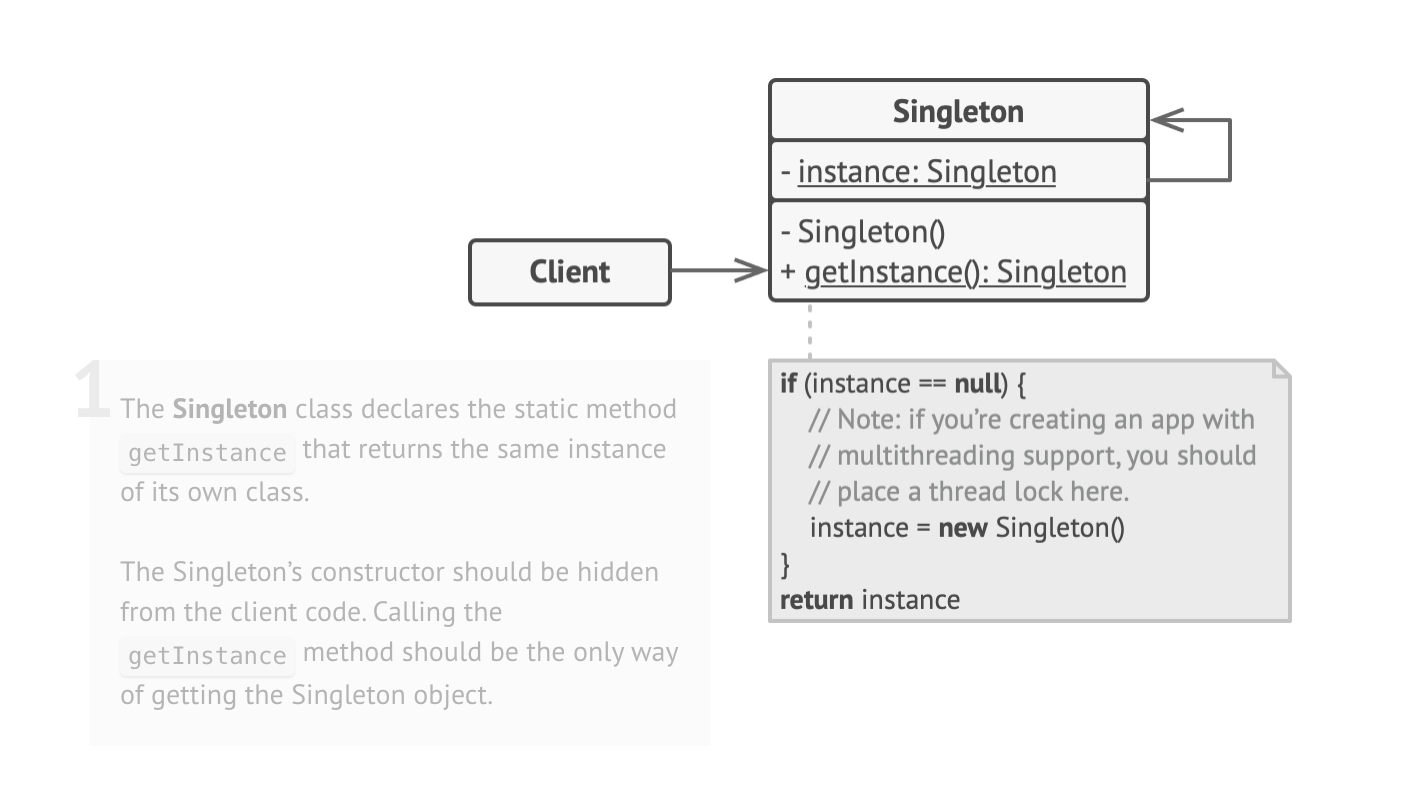 Singleton
- instance: Singleton
- Singleton()
+ getInstance(): Singleton
Client
1
The Singleton class declares the static method
getInstance that returns the same instance
of its own class.
The Singleton’s constructor should be hidden
from the client code. Calling the
getInstance method should be the only way
of getting the Singleton object.
if (instance == null) {
// Note: if you’re creating an app with
// multithreading support, you should
// place a thread lock here.
instance = new Singleton()
}
return instance